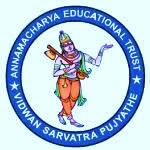 ANNAMACHARYA EDUCATIONAL TRUST
VIDWAN SARVATRA PUJYATHE